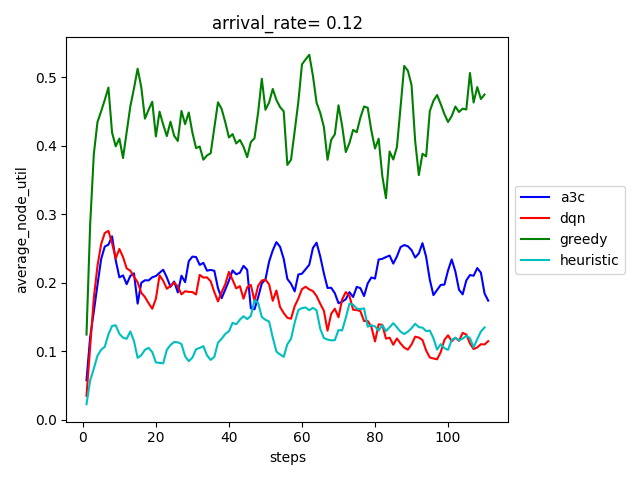 arrival_rate= 0.12
average_node_util
0.5
0.4
0.3
0.2
0.1
0.0
0 20 40 60 80 100
steps
a3c
dqn
greedy
heuristic